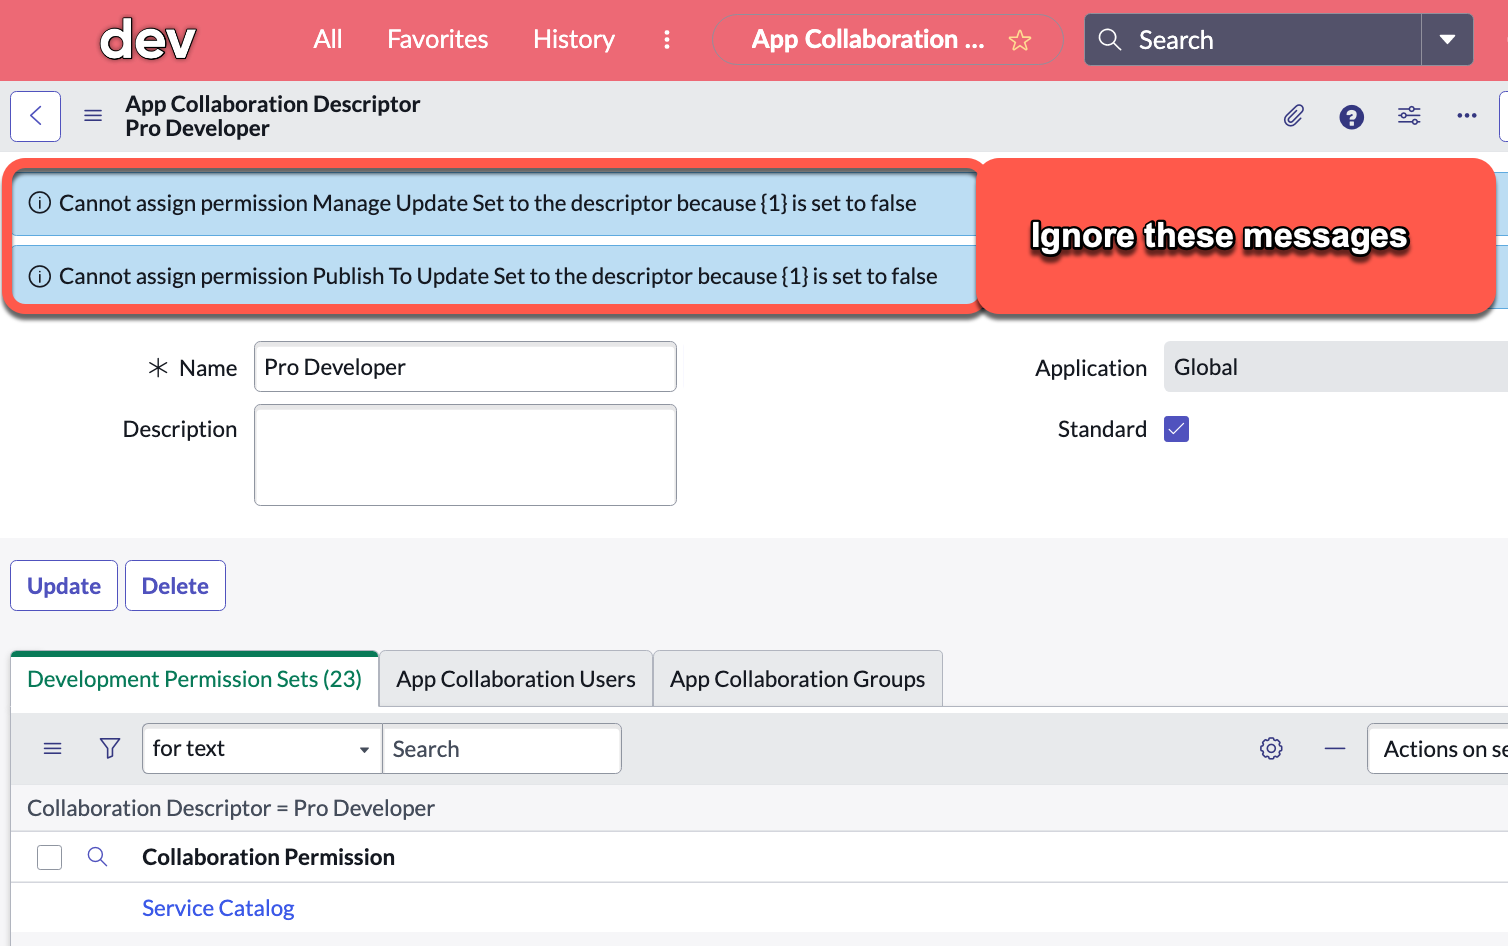 dev
All
Favorites
History
App Collaboration ...
Search
App Collaboration Descriptor
Pro Developer
Cannot assign permission Manage Update Set to the descriptor because {1} is set to false
Cannot assign permission Publish To Update Set to the descriptor because {1} is set to false
Ignore these messages
Name
Pro Developer
Application
Global
Description
Standard
Update
Delete
Development Permission Sets (23)
App Collaboration Users
App Collaboration Groups
for text
Search
Actions on se
Collaboration Descriptor = Pro Developer
Collaboration Permission
Service Catalog